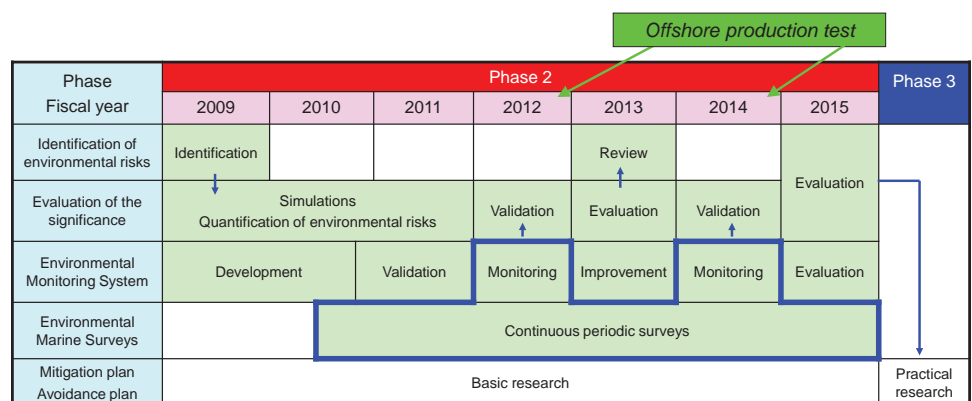 Offshore production test
Phase
Fiscal year
Phase 2
Phase 3
2009
2010
2011
2012
2013
2014
2015
Identification of
environmental risks
Identification
Review
Evaluation
Evaluation of the
significance
Simulations
Quantification of environmental risks
Validation
Evaluation
Validation
Environmental
Monitoring System
Development
Validation
Monitoring
Improvement
Monitoring
Evaluation
Environmental
Marine Surveys
Continuous periodic surveys
Mitigation plan
Avoidance plan
Basic research
Practical
research